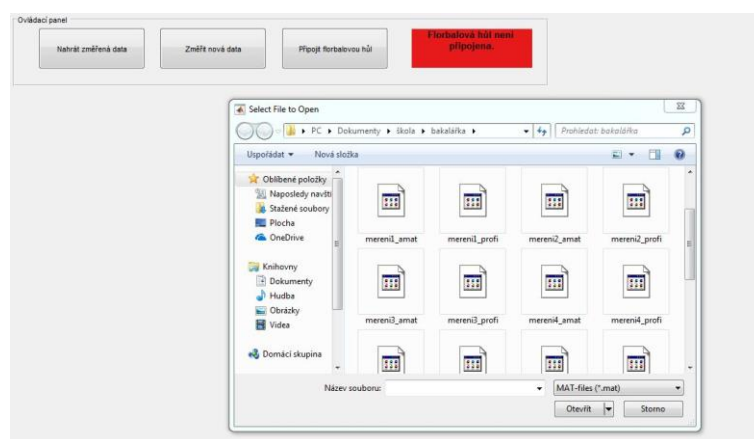 Ovládací panel
Nahrát změřená data
Změřit nová data
Připojit florbalovou hůl
Florbalová hůl není
připojena.
Select File to Open
PC ▸ Dokumenty ▸ škola ▸ bakalářka ▸
Prohledat: bakalářka
Uspořádat
Nová složka
Oblíbené položky
Naposledy navšti
Stažené soubory
Plocha
OneDrive
Knihovny
Dokumenty
Hudba
Obrázky
Videa
Domácí skupina
mereni1_amat
mereni1_profi
mereni2_amat
mereni2_profi
mereni3_amat
mereni3_profi
mereni4_amat
mereni4_profi
Název souboru:
MAT-files (*.mat)
Otevřít
Storno